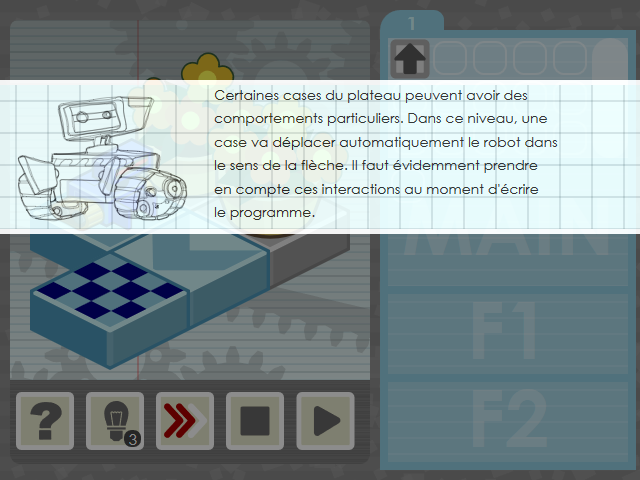 1
Certaines cases du plateau peuvent avoir des
comportements particuliers. Dans ce niveau, une
case va déplacer automatiquement le robot dans
le sens de la flèche. Il faut évidemment prendre
en compte ces interactions au moment d'écrire
le programme.
MAIN
F1
F2
?
3